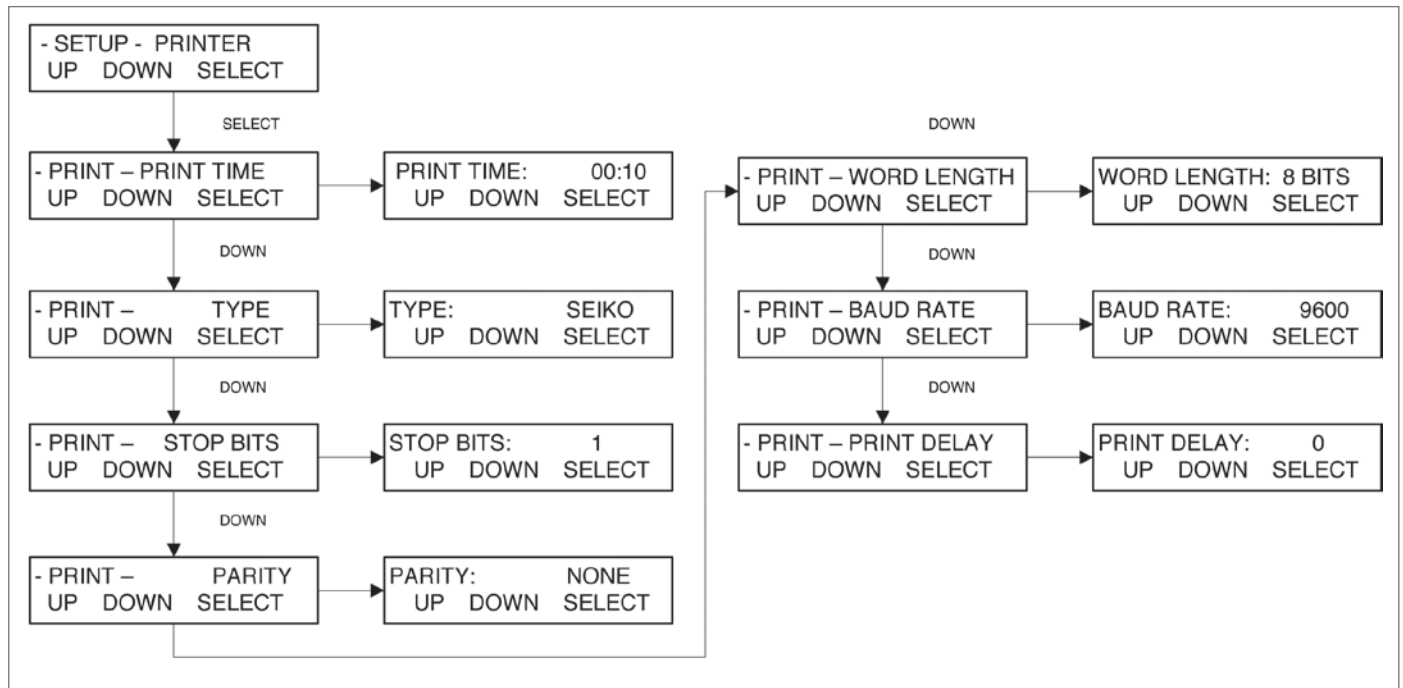 - SETUP - PRINTER
UP DOWN SELECT
SELECT
- PRINT – PRINT TIME
UP DOWN SELECT
PRINT TIME: 00:10
UP DOWN SELECT
DOWN
- PRINT – TYPE
UP DOWN SELECT
TYPE: SEIKO
UP DOWN SELECT
DOWN
- PRINT – STOP BITS
UP DOWN SELECT
STOP BITS: 1
UP DOWN SELECT
DOWN
- PRINT – PARITY
UP DOWN SELECT
PARITY: NONE
UP DOWN SELECT
DOWN
- PRINT – WORD LENGTH
UP DOWN SELECT
WORD LENGTH: 8 BITS
UP DOWN SELECT
DOWN
- PRINT – BAUD RATE
UP DOWN SELECT
BAUD RATE: 9600
UP DOWN SELECT
DOWN
- PRINT – PRINT DELAY
UP DOWN SELECT
PRINT DELAY: 0
UP DOWN SELECT